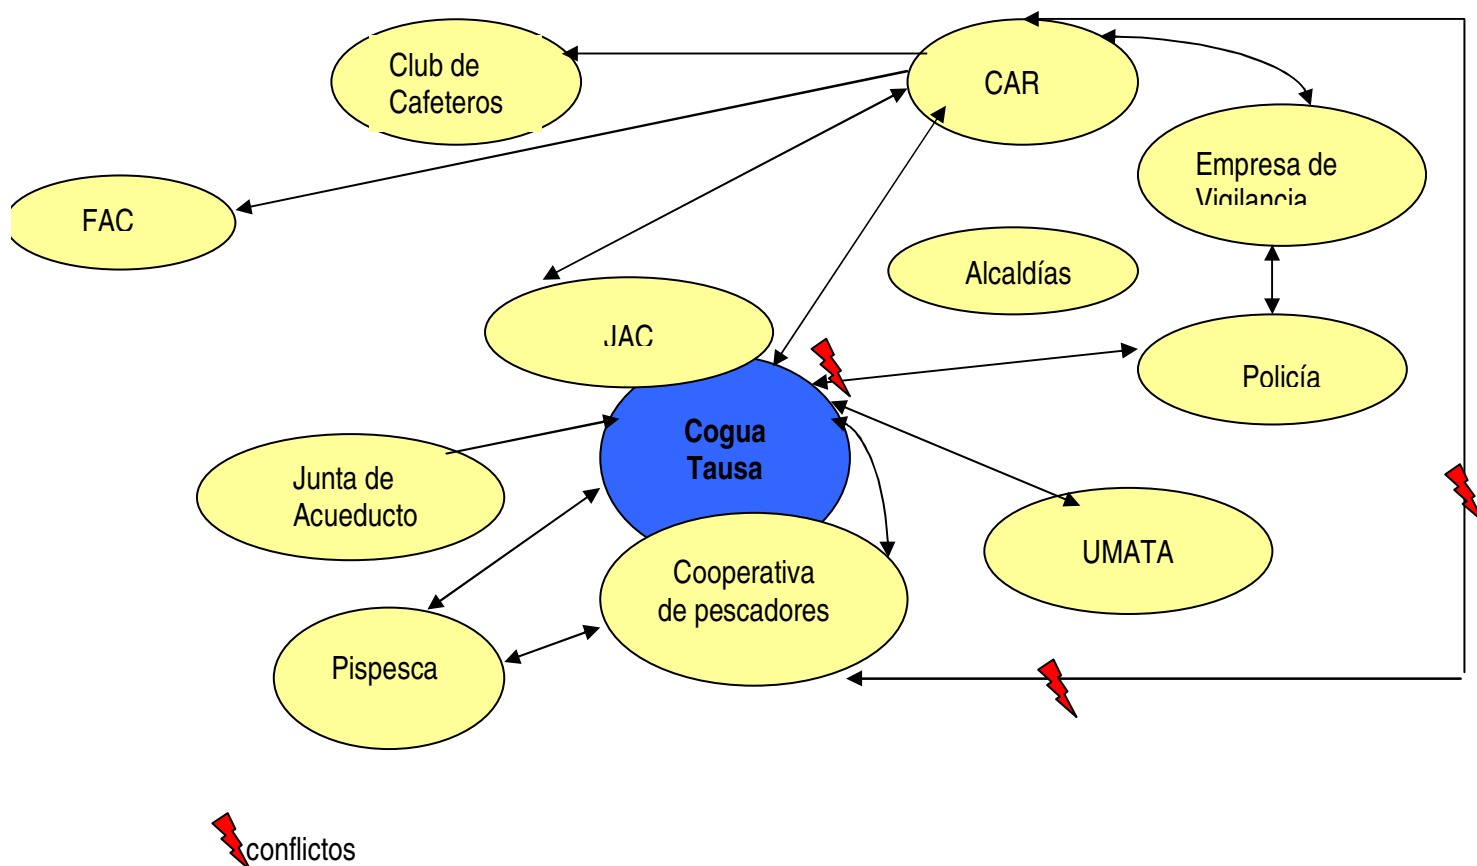 Club de
Cafeteros
CAR
Empresa de
Vigilancia
FAC
Alcaldías
JAC
Policía
Cogua
Tausa
Junta de
Acueducto
Cooperativa
de pescadores
UMATA
Pispesca
conflictos